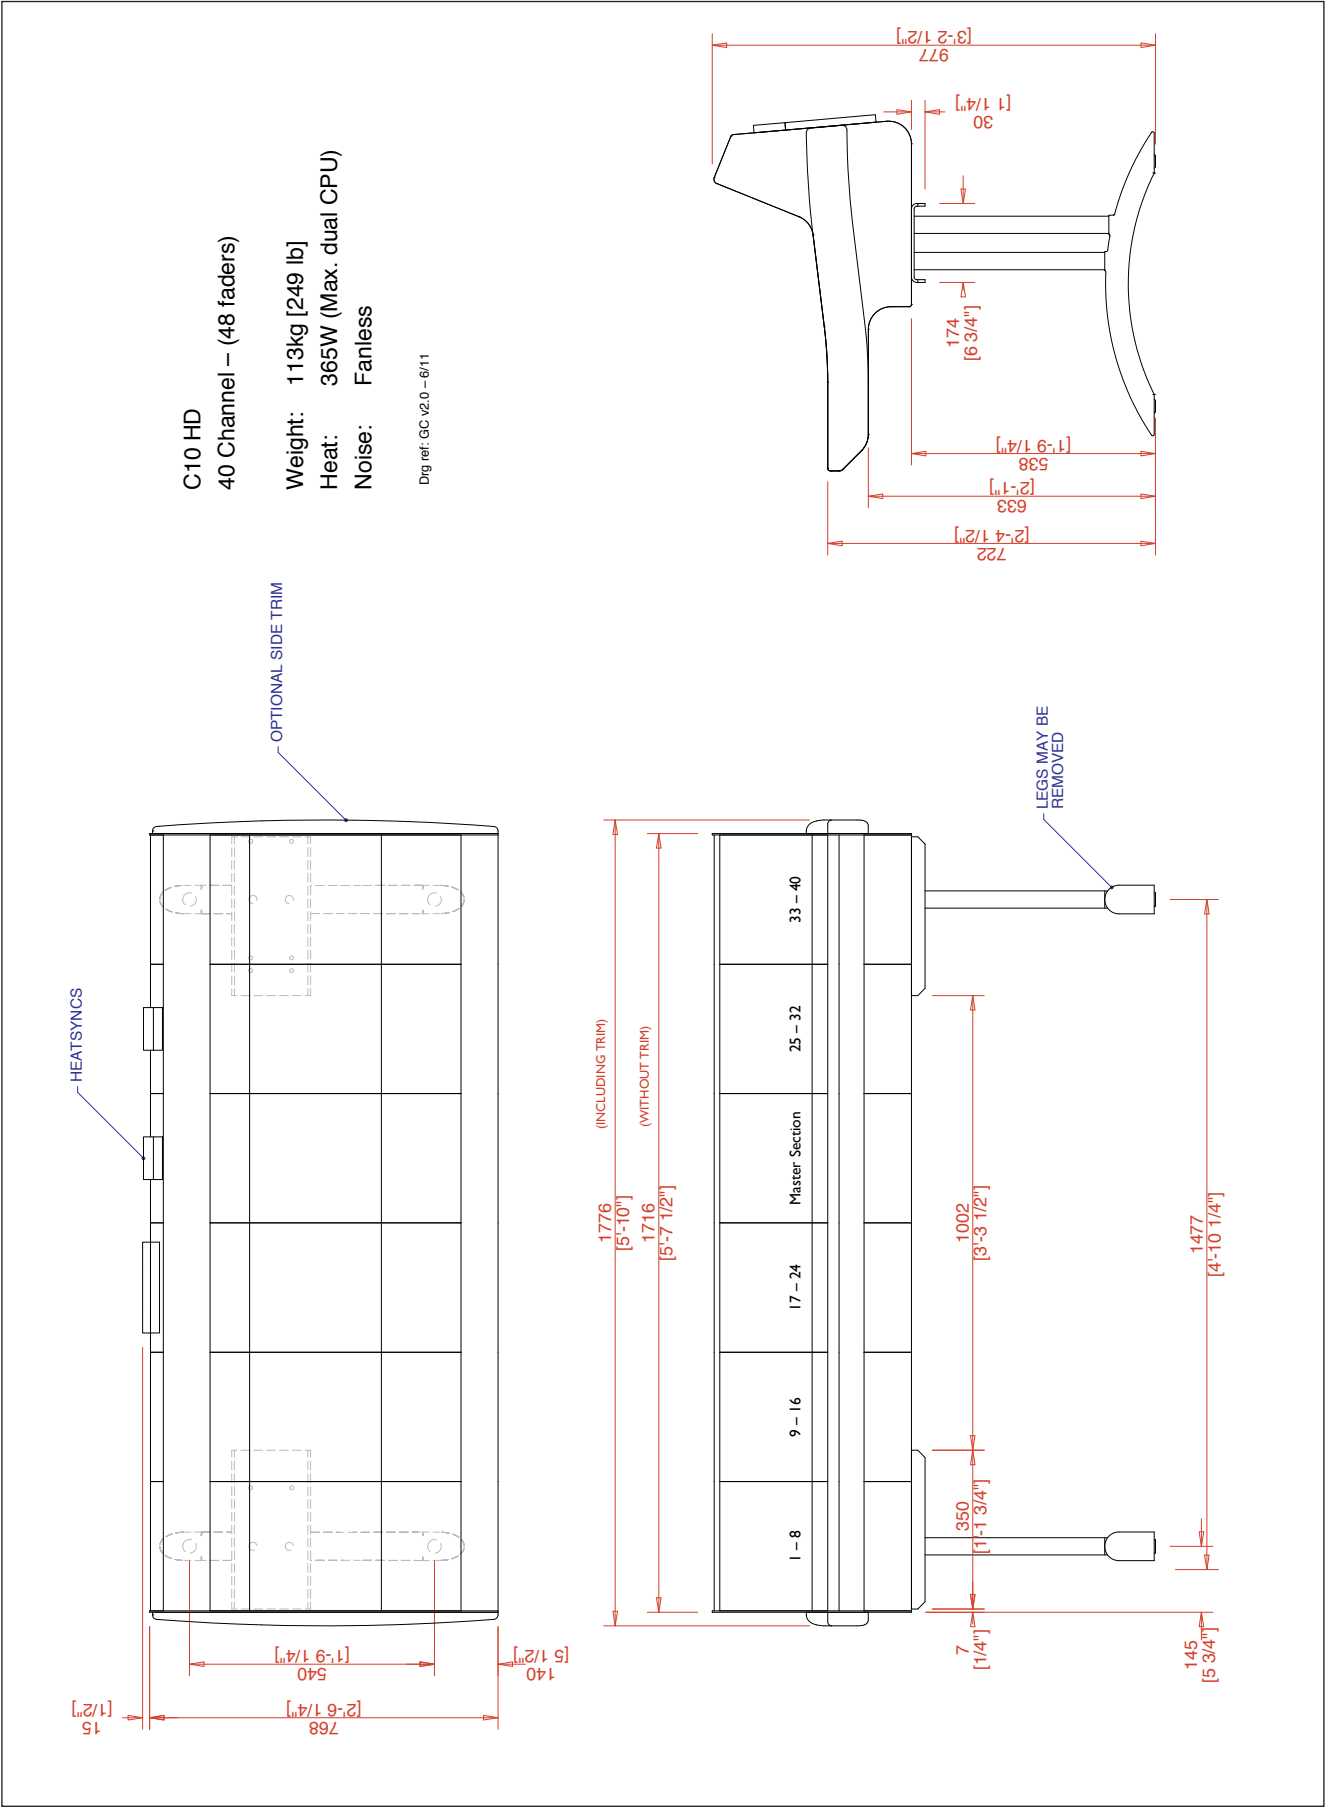 C10 HD
40 Channel – (48 faders)
Weight: 113kg [249 lb]
Heat: 365W (Max. dual CPU)
Noise: Fanless
Drg ref: GC v2.0 – 6/11
HEATSYNCS
OPTIONAL SIDE TRIM
15
[1/2"]
768
[2'-6 1/4"]
540
[1'-9 1/4"]
140
[5 1/2"]
(INCLUDING TRIM)
1776
[5'-10"]
(WITHOUT TRIM)
1716
[5'-7 1/2"]
1 – 8
9 – 16
17 – 24
Master Section
25 – 32
33 – 40
7
[1/4"]
350
[1'-1 3/4"]
1002
[3'-3 1/2"]
145
[5 3/4"]
1477
[4'-10 1/4"]
LEGS MAY BE
REMOVED
722
[2'-4 1/2"]
633
[2'-1"]
538
[1'-9 1/4"]
174
[6 3/4"]
30
[1 1/4"]
977
[3'-2 1/2"]